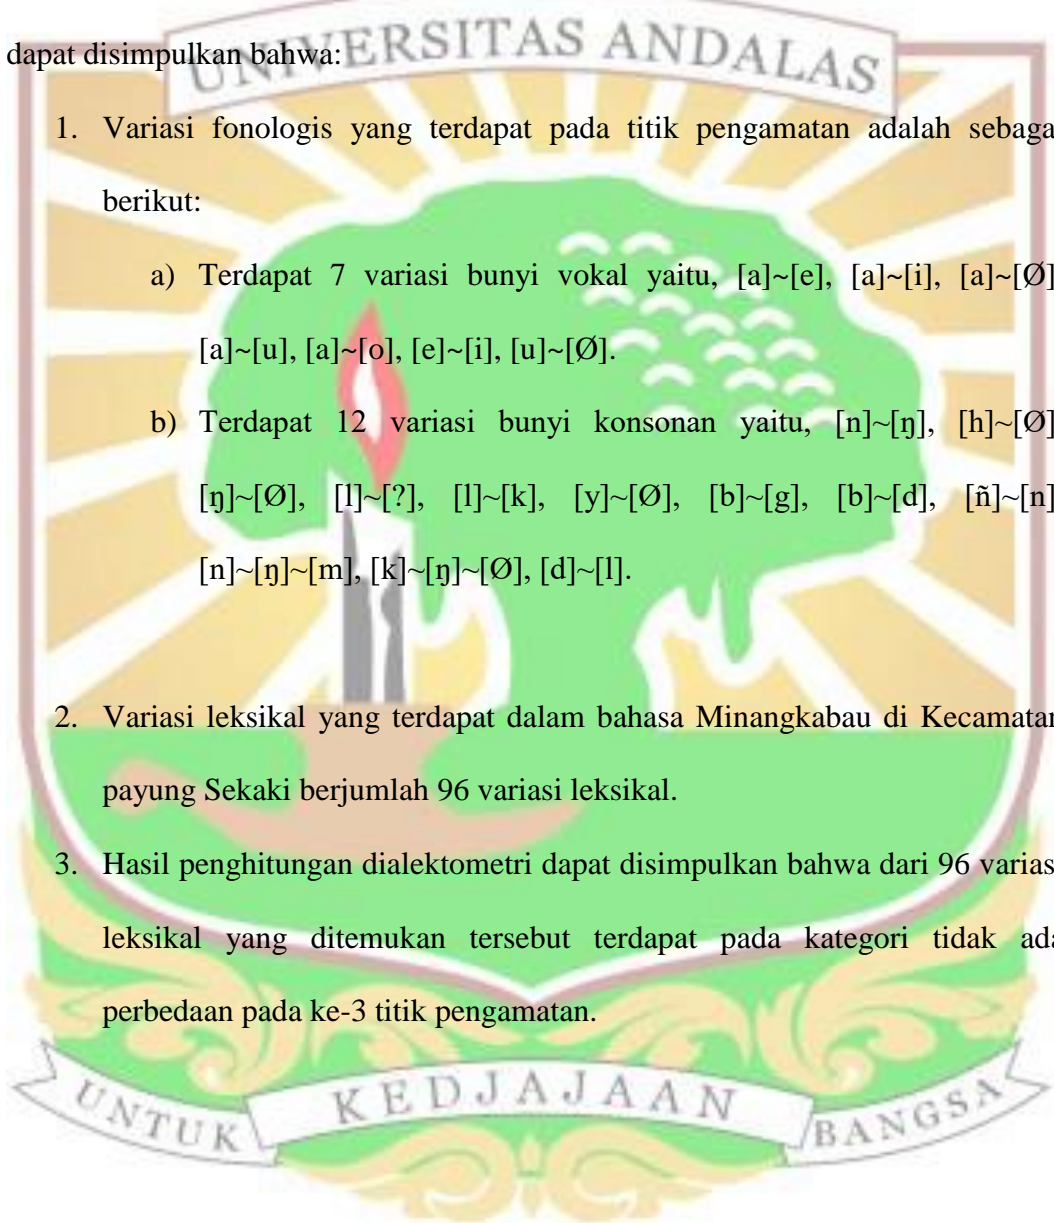 UNIVERSITAS ANDALAS
dapat disimpulkan bahwa:
1. Variasi fonologis yang terdapat pada titik pengamatan adalah sebaga
berikut:
a) Terdapat 7 variasi bunyi vokal yaitu, [a]~[e], [a]~[i], [a]~[Ø]
[a]~[u], [a]~[o], [e]~[i], [u]~[Ø].
b) Terdapat 12 variasi bunyi konsonan yaitu, [n]~[ŋ], [h]~[Ø]
[ŋ]~[Ø], [l]~[?], [l]~[k], [y]~[Ø], [b]~[g], [b]~[d], [ñ]~[n]
[n]~[ŋ]~[m], [k]~[ŋ]~[Ø], [d]~[l].
2. Variasi leksikal yang terdapat dalam bahasa Minangkabau di Kecamatan
payung Sekaki berjumlah 96 variasi leksikal.
3. Hasil penghitungan dialektometri dapat disimpulkan bahwa dari 96 varias
leksikal yang ditemukan tersebut terdapat pada kategori tidak ada
perbedaan pada ke-3 titik pengamatan.
UNTUK KEDJAJAAN BANGSA